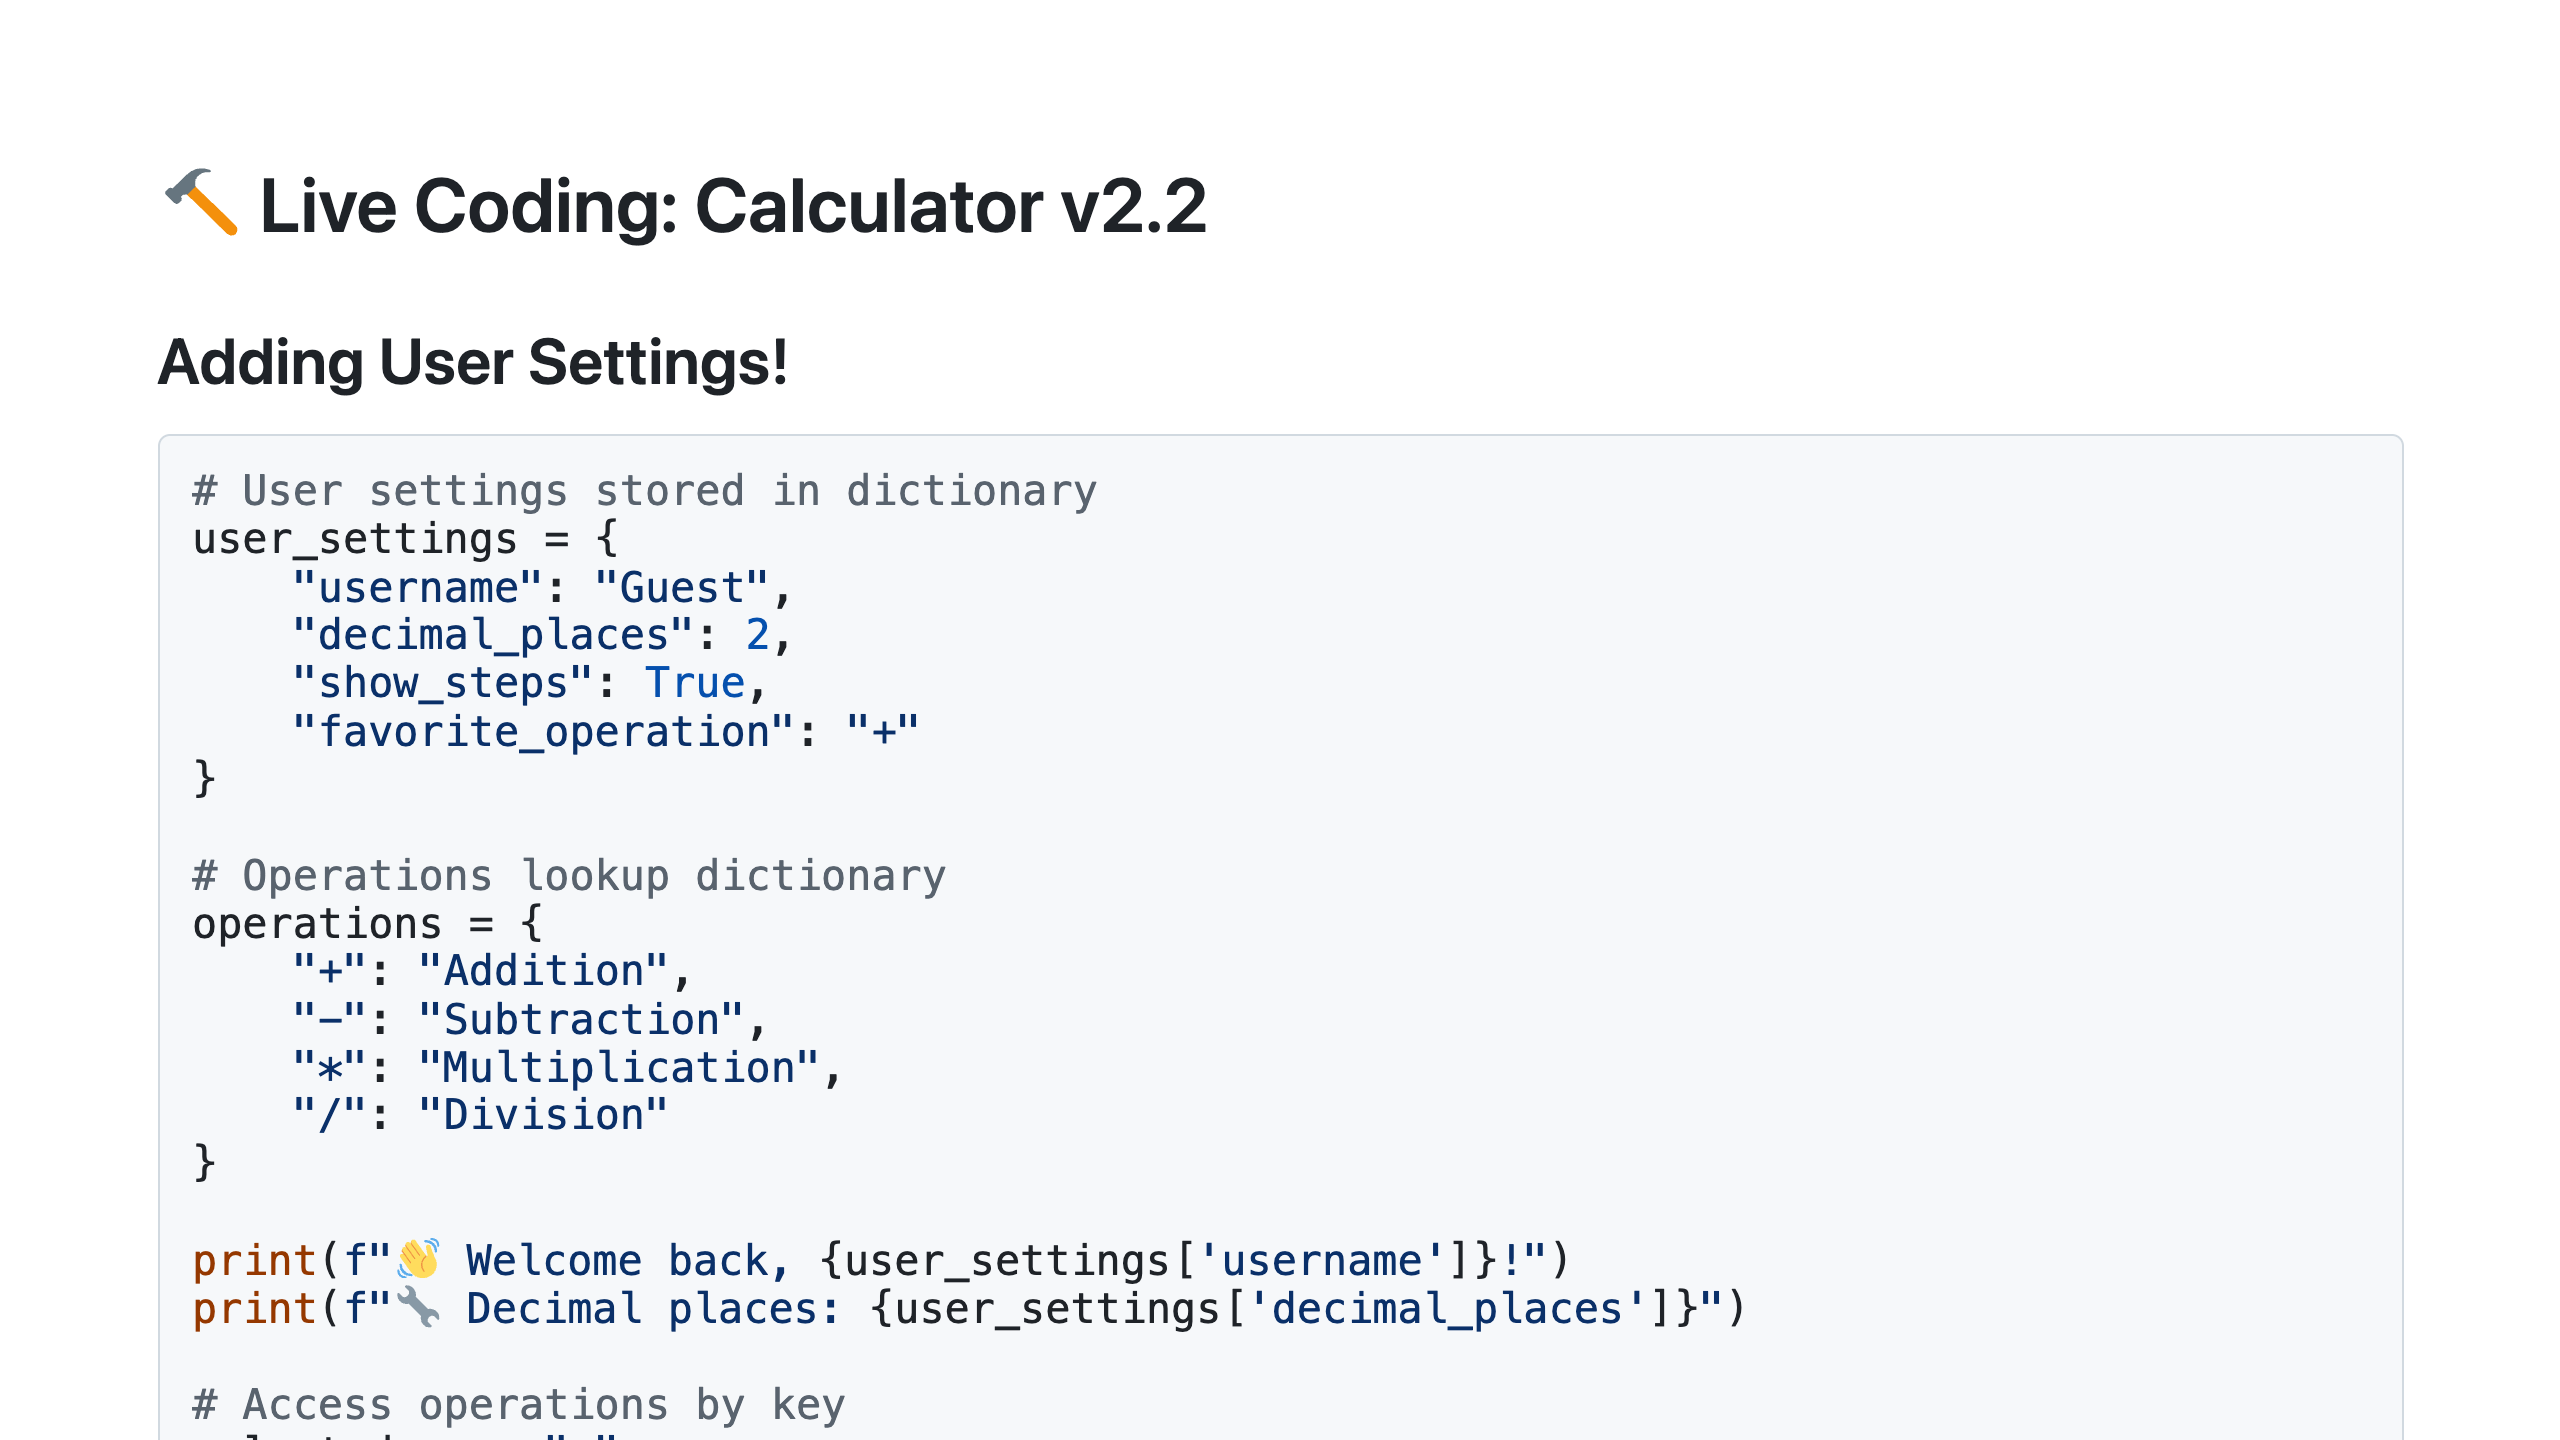 🔨 Live Coding: Calculator v2.2
Adding User Settings!
# User settings stored in dictionary
user_settings = {
    "username": "Guest",
    "decimal_places": 2,
    "show_steps": True,
    "favorite_operation": "+"
}
# Operations lookup dictionary
operations = {
    "+": "Addition",
    "-": "Subtraction",
    "*": "Multiplication",
    "/": "Division"
}
print(f"👋 Welcome back, {user_settings['username']}!")
print(f"🔧 Decimal places: {user_settings['decimal_places']}")
# Access operations by key